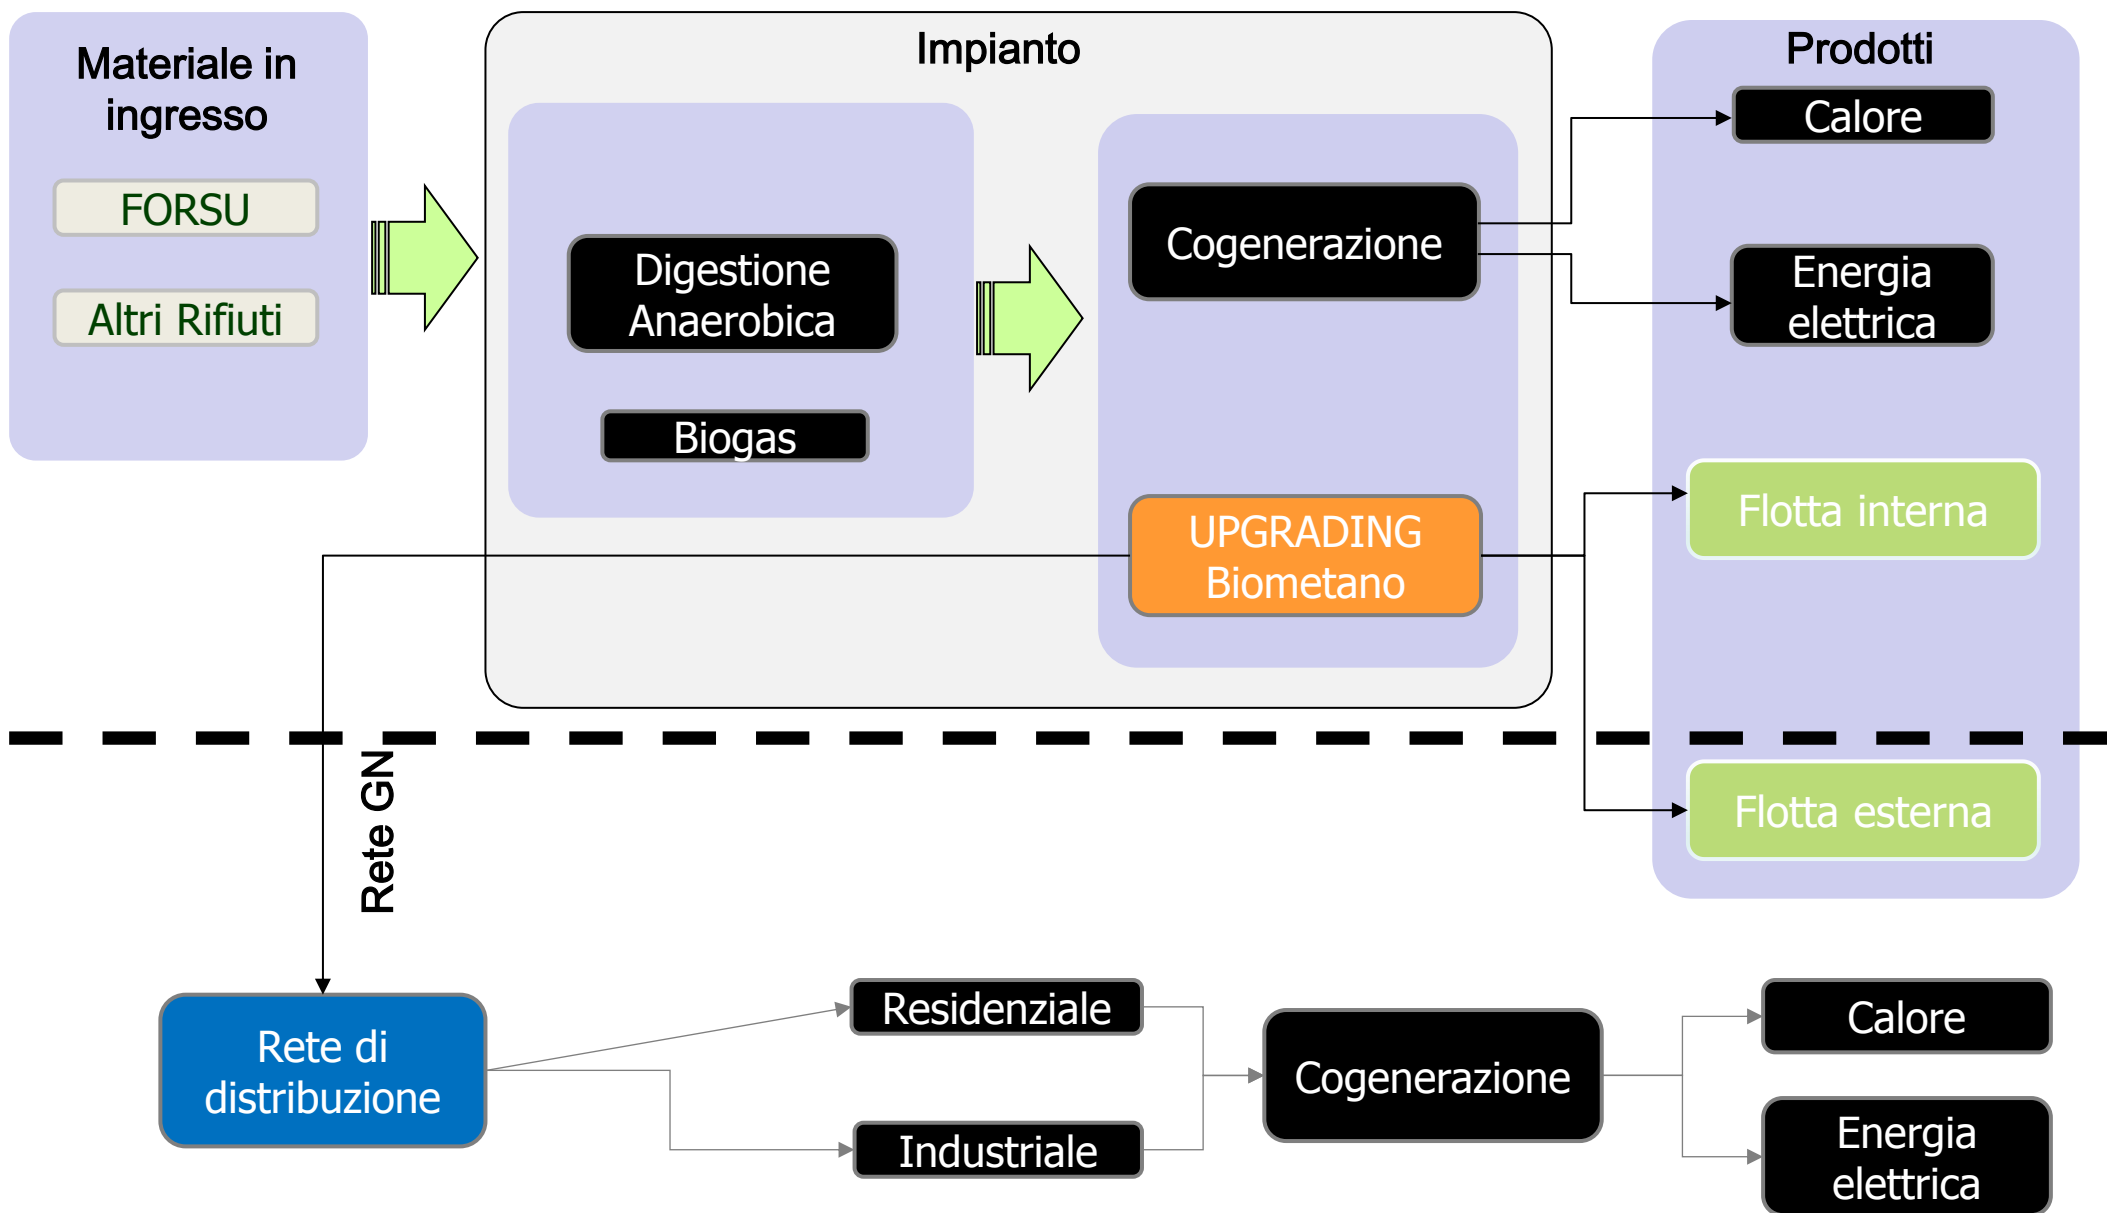 Materiale in
ingresso
FORSU
Altri Rifiuti
Impianto
Digestione
Anaerobica
Biogas
Cogenerazione
UPGRADING
Biometano
Prodotti
Calore
Energia
elettrica
Flotta interna
Flotta esterna
Rete GN
Rete di
distribuzione
Residenziale
Industriale
Cogenerazione
Calore
Energia
elettrica